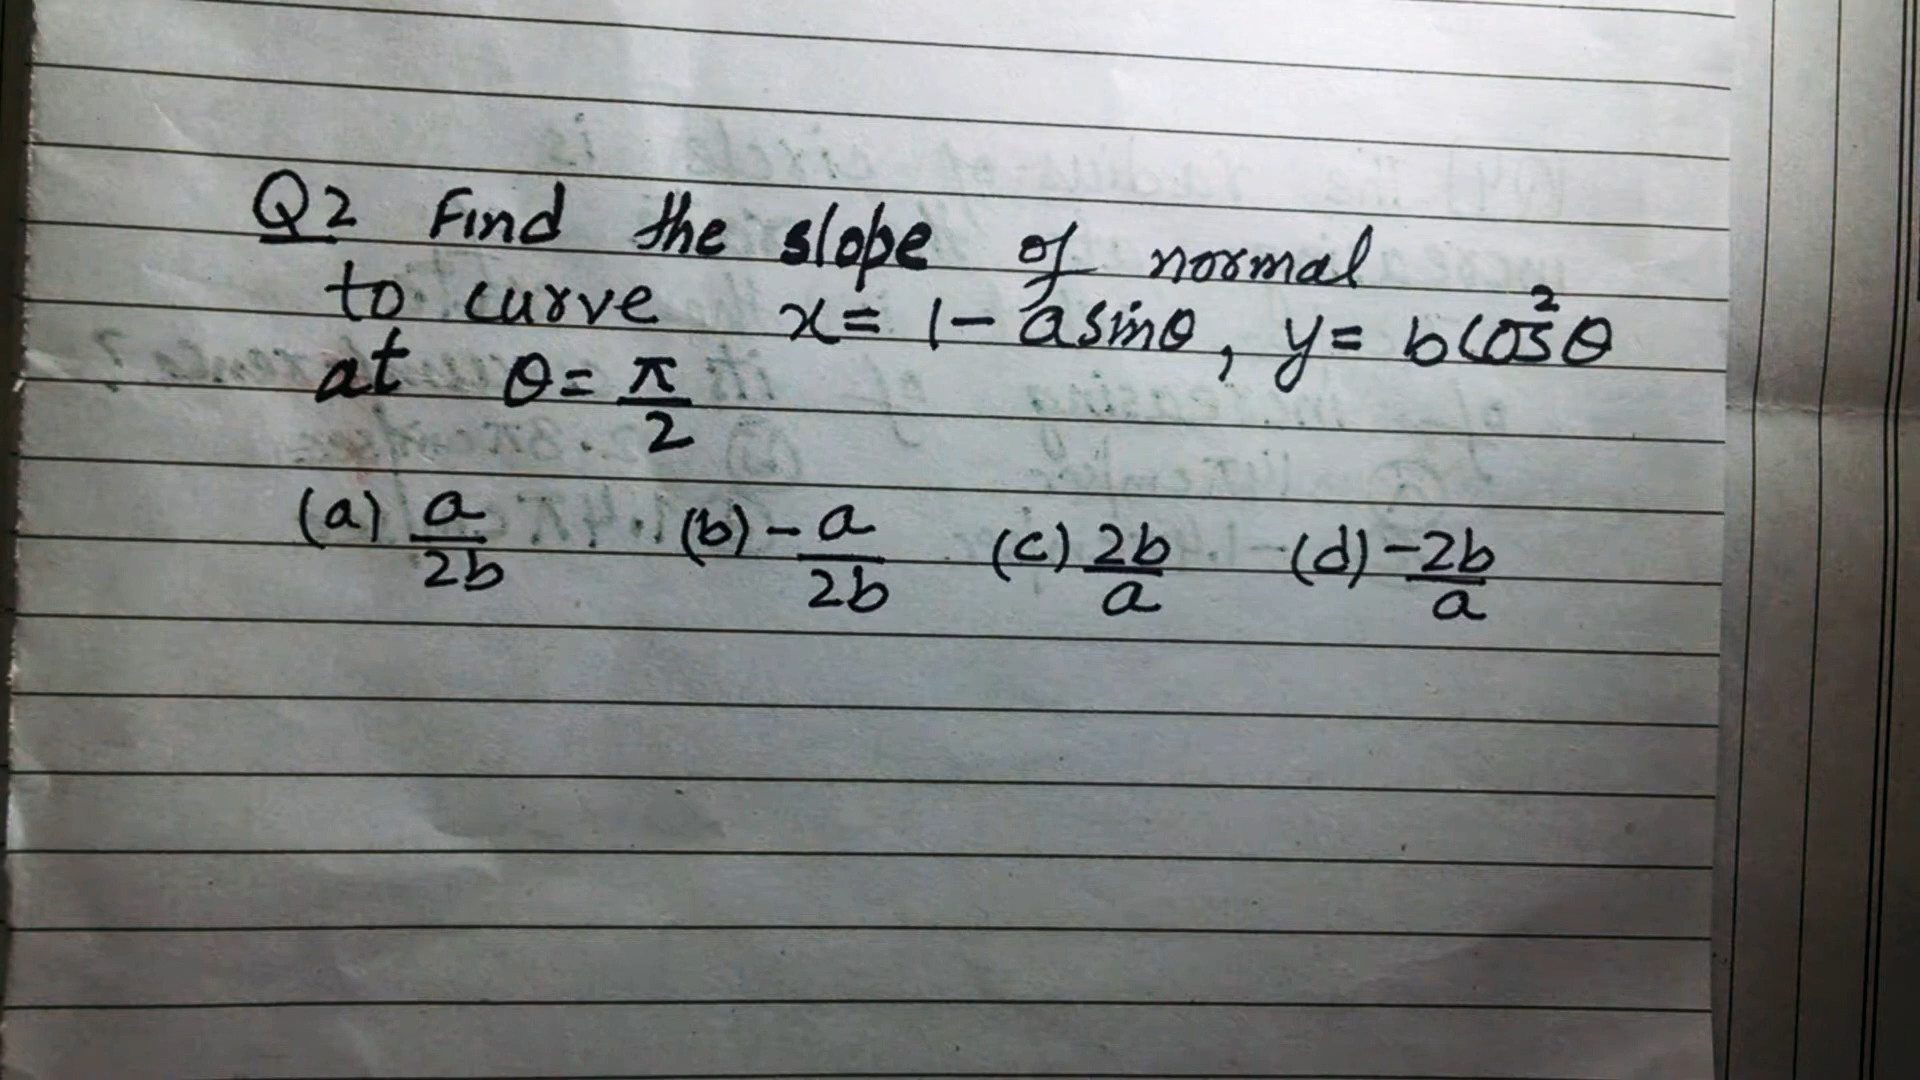 Q2 Find the slope of normal
to curve x = 1 - a sinθ, y = b cos²θ
at θ = π/2
(a) a/2b (b) -a/2b (c) 2b/a (d) -2b/a